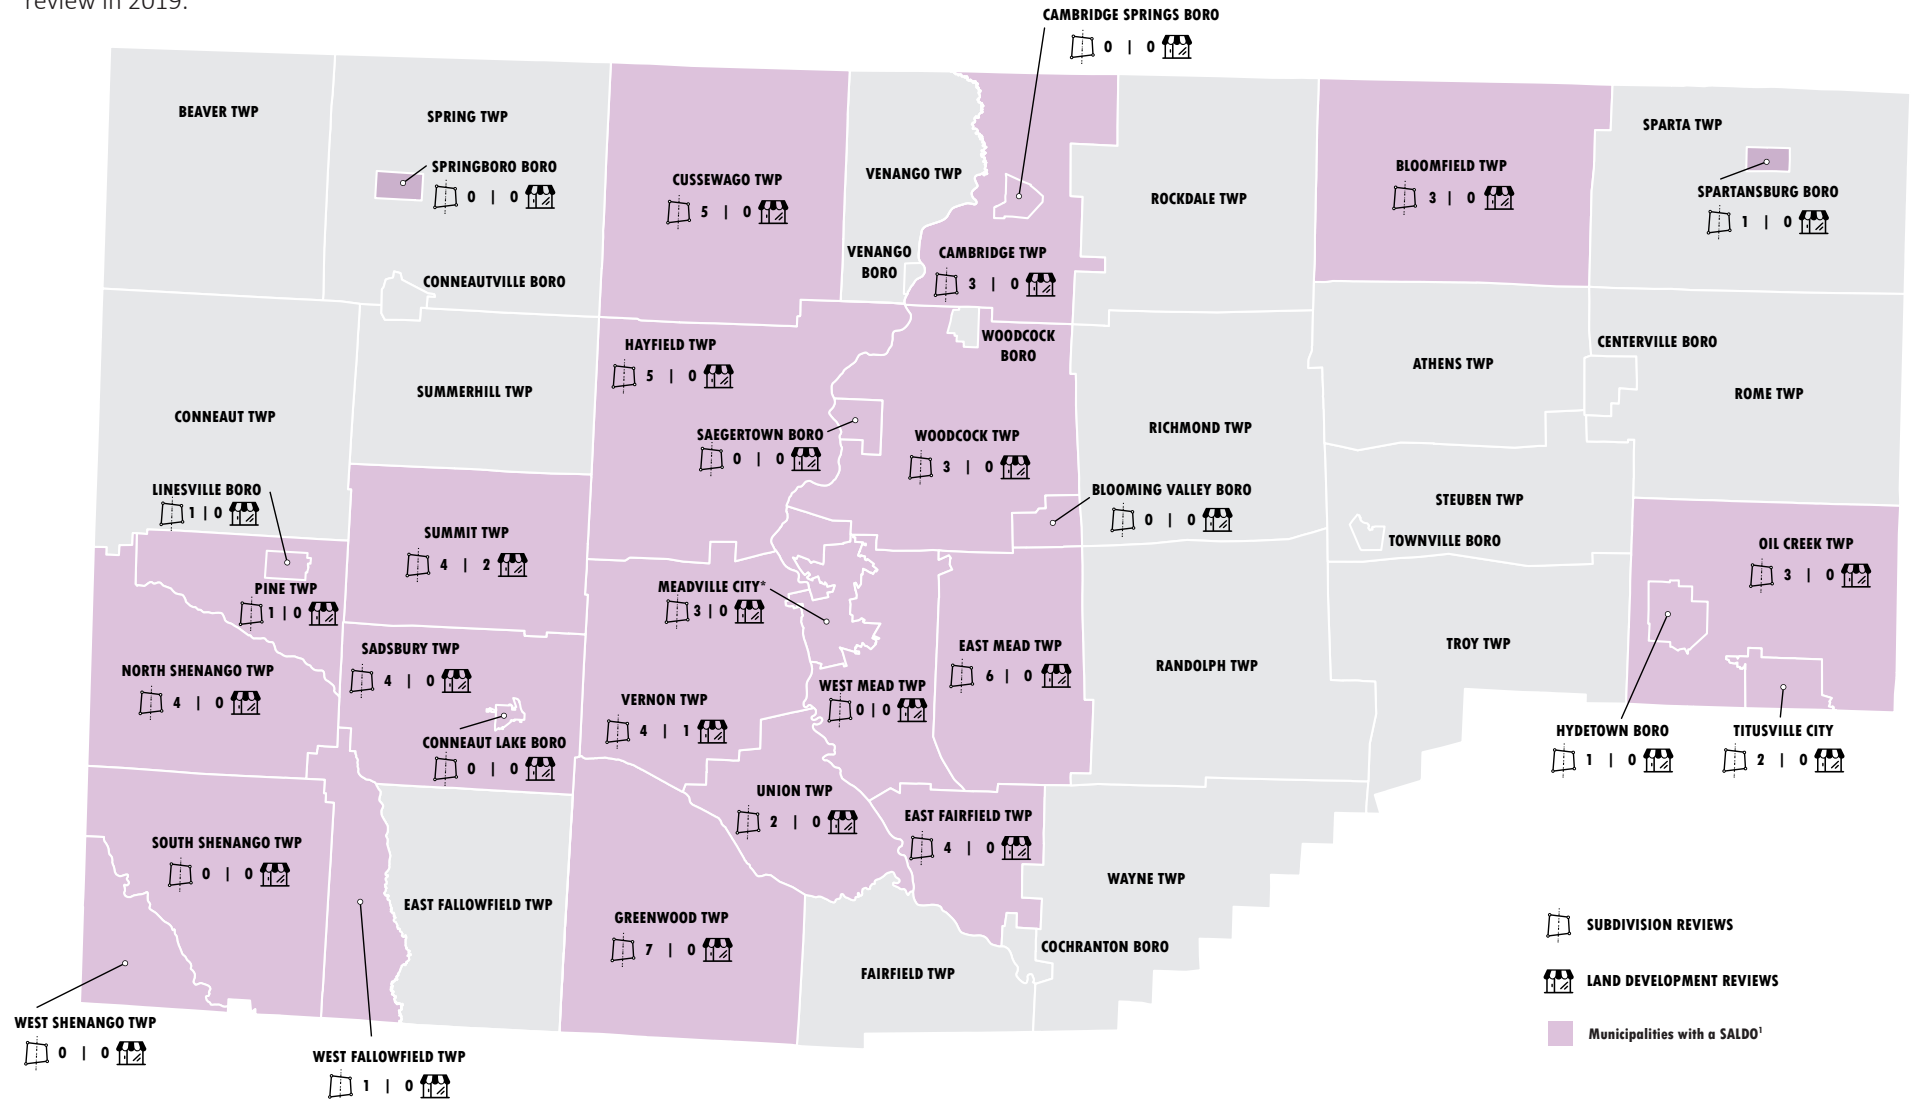 review in 2019.
CAMBRIDGE SPRINGS BORO
0 | 0
BEAVER TWP
SPRING TWP
SPRINGBORO BORO
0 | 0
CONNEAUTVILLE BORO
CUSSEWAGO TWP
5 | 0
VENANGO TWP
VENANGO
BORO
CAMBRIDGE TWP
3 | 0
ROCKDALE TWP
BLOOMFIELD TWP
3 | 0
SPARTA TWP
SPARTANSBURG BORO
1 | 0
CONNEAUT TWP
SUMMERHILL TWP
HAYFIELD TWP
5 | 0
WOODCOCK
BORO
SAEGERTOWN BORO
0 | 0
WOODCOCK TWP
3 | 0
RICHMOND TWP
ATHENS TWP
CENTERVILLE BORO
ROME TWP
LINESVILLE BORO
1 | 0
BLOOMING VALLEY BORO
0 | 0
STEUBEN TWP
TOWNVILLE BORO
SUMMIT TWP
4 | 2
OIL CREEK TWP
3 | 0
PINE TWP
1 | 0
MEADVILLE CITY*
3 | 0
NORTH SHENANGO TWP
4 | 0
SADSBURY TWP
4 | 0
VERNON TWP
4 | 1
WEST MEAD TWP
0 | 0
EAST MEAD TWP
6 | 0
RANDOLPH TWP
TROY TWP
CONNEAUT LAKE BORO
0 | 0
HYDETOWN BORO
1 | 0
TITUSVILLE CITY
2 | 0
UNION TWP
2 | 0
EAST FAIRFIELD TWP
4 | 0
SOUTH SHENANGO TWP
0 | 0
EAST FALLOWFIELD TWP
GREENWOOD TWP
7 | 0
WAYNE TWP
COCHRANTON BORO
FAIRFIELD TWP
WEST SHENANGO TWP
0 | 0
WEST FALLOWFIELD TWP
1 | 0
SUBDIVISION REVIEWS
LAND DEVELOPMENT REVIEWS
Municipalities with a SALDO¹